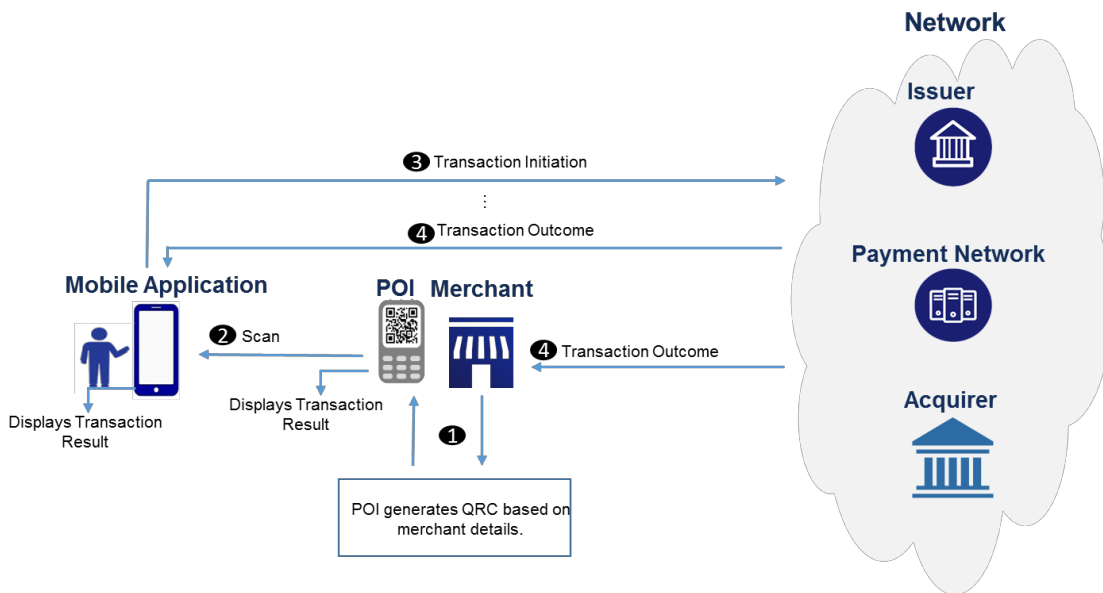 Network
Issuer
3 Transaction Initiation
⋮
4 Transaction Outcome
Payment Network
Mobile Application
POI Merchant
2 Scan
4 Transaction Outcome
Displays Transaction
Result
Displays Transaction
Result
Acquirer
1
POI generates QRC based on
merchant details.